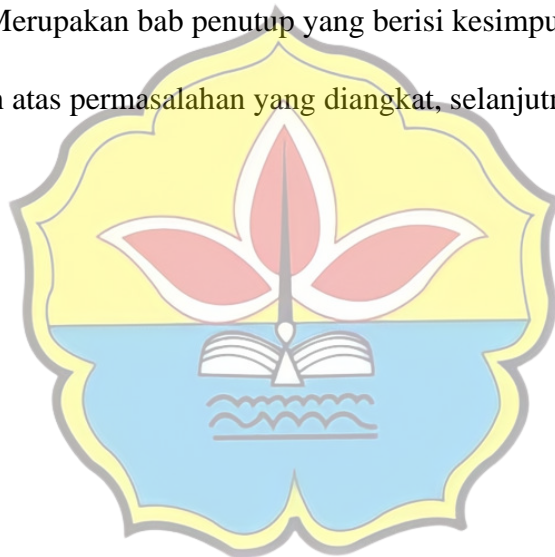 Merupakan bab penutup yang berisi kesimpu
atas permasalahan yang diangkat, selanjutn